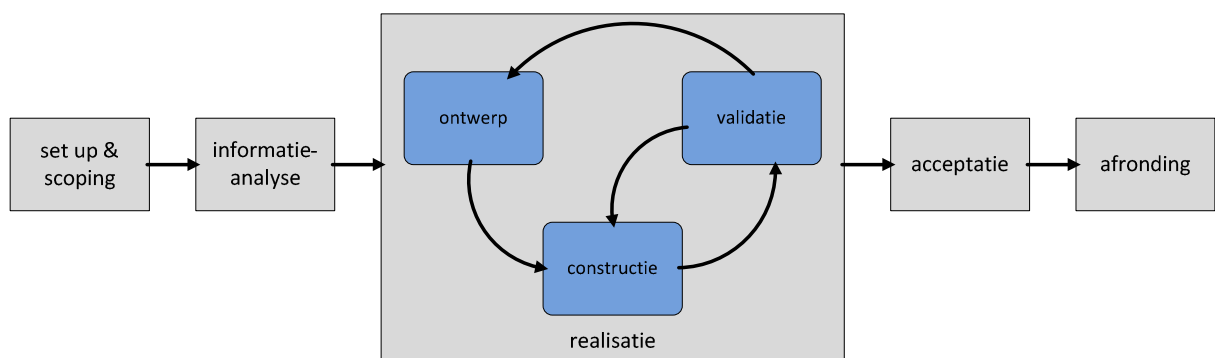 set up &
scoping
informatie-
analyse
ontwerp
validatie
constructie
realisatie
acceptatie
afronding